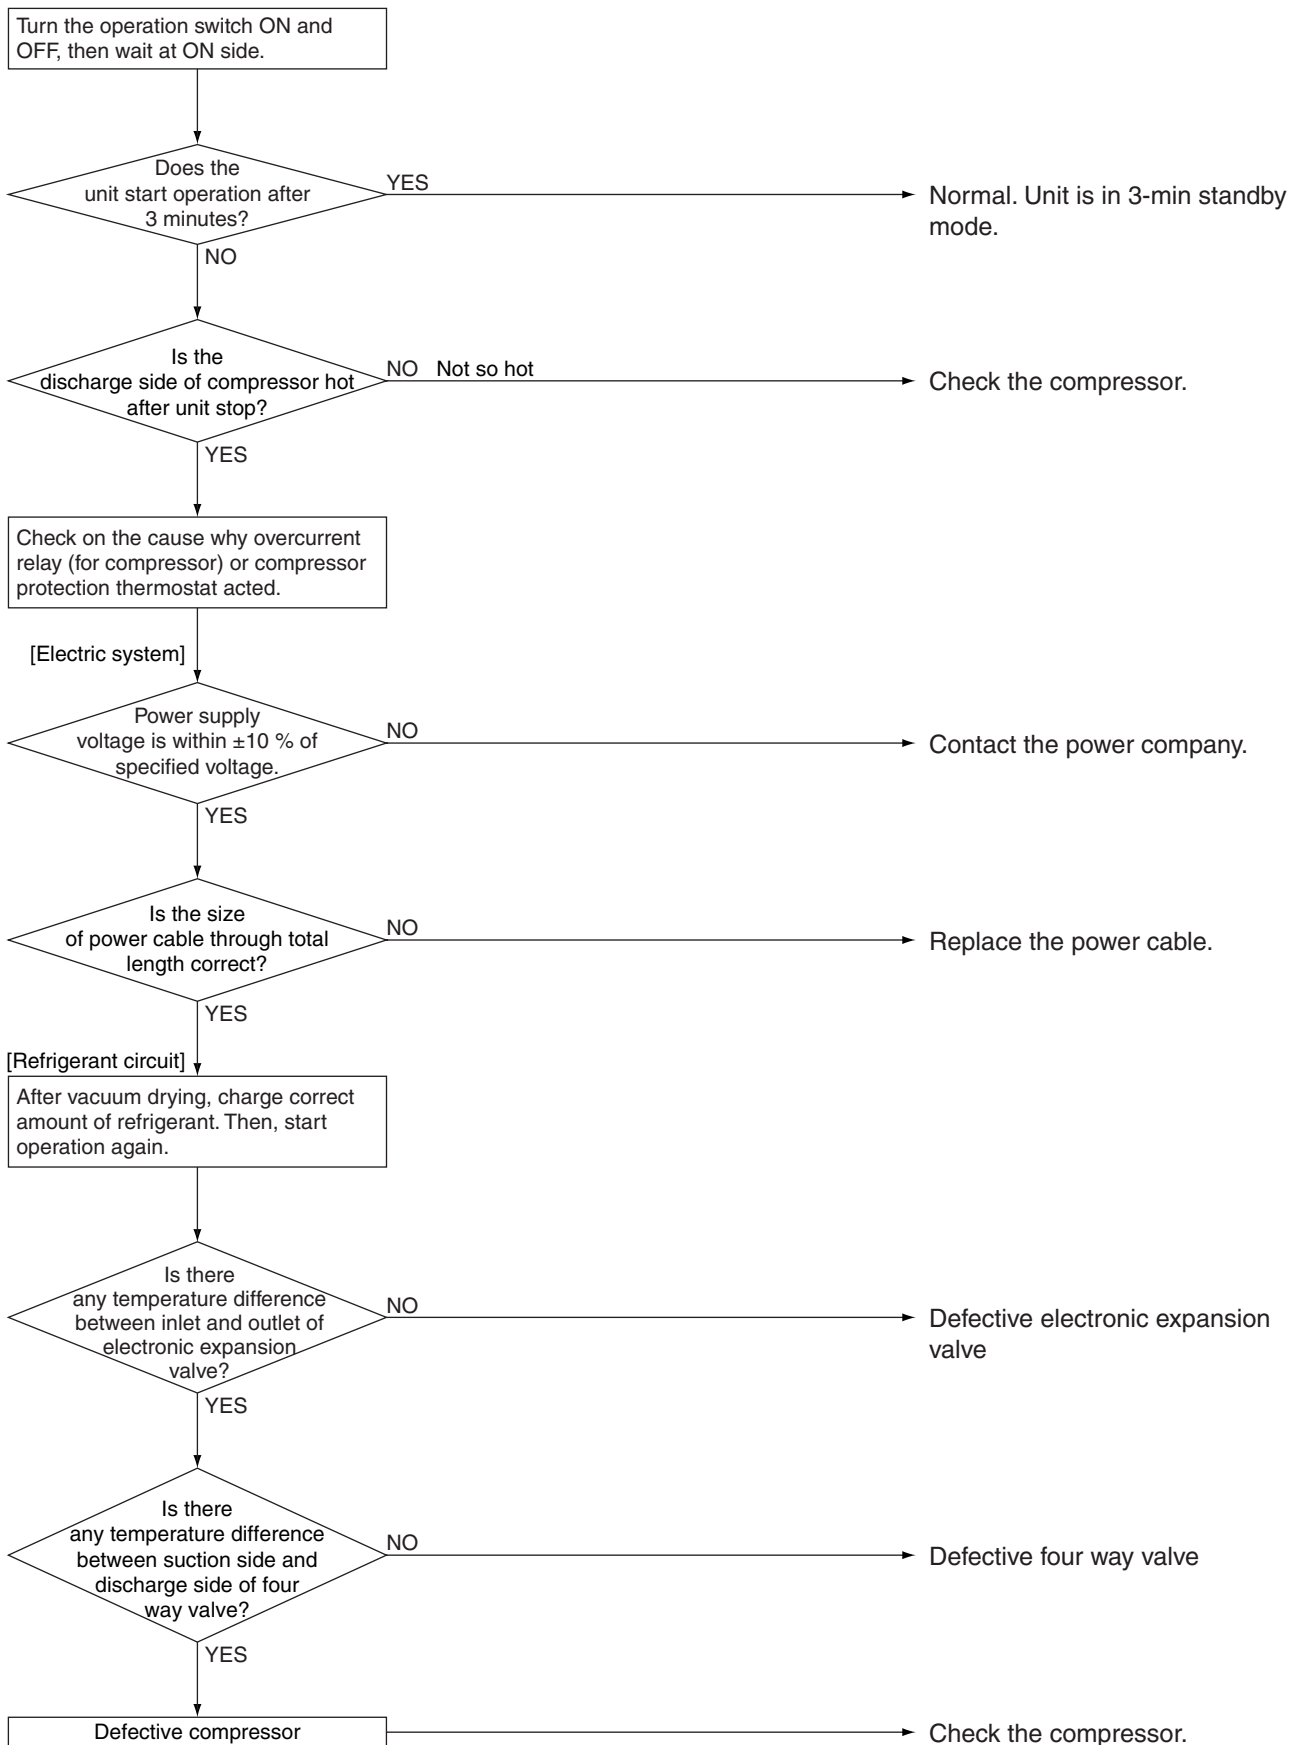 Turn the operation switch ON and
OFF, then wait at ON side.
Does the
unit start operation after
3 minutes?
YES
Normal. Unit is in 3-min standby
mode.
NO
Is the
discharge side of compressor hot
after unit stop?
NO Not so hot
Check the compressor.
YES
Check on the cause why overcurrent
relay (for compressor) or compressor
protection thermostat acted.
[Electric system]
Power supply
voltage is within ±10 % of
specified voltage.
NO
Contact the power company.
YES
Is the size
of power cable through total
length correct?
NO
Replace the power cable.
YES
[Refrigerant circuit]
After vacuum drying, charge correct
amount of refrigerant. Then, start
operation again.
Is there
any temperature difference
between inlet and outlet of
electronic expansion
valve?
NO
Defective electronic expansion
valve
YES
Is there
any temperature difference
between suction side and
discharge side of four
way valve?
NO
Defective four way valve
YES
Defective compressor
Check the compressor.